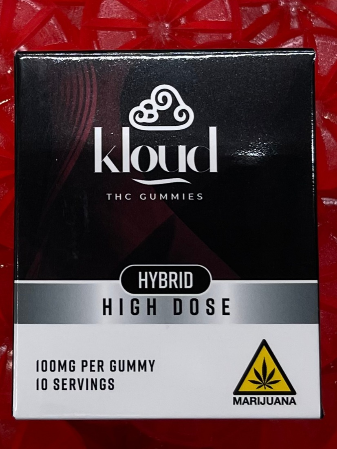 kloud
THC GUMMIES
HYBRID
HIGH DOSE
100MG PER GUMMY
10 SERVINGS
MARIJUANA